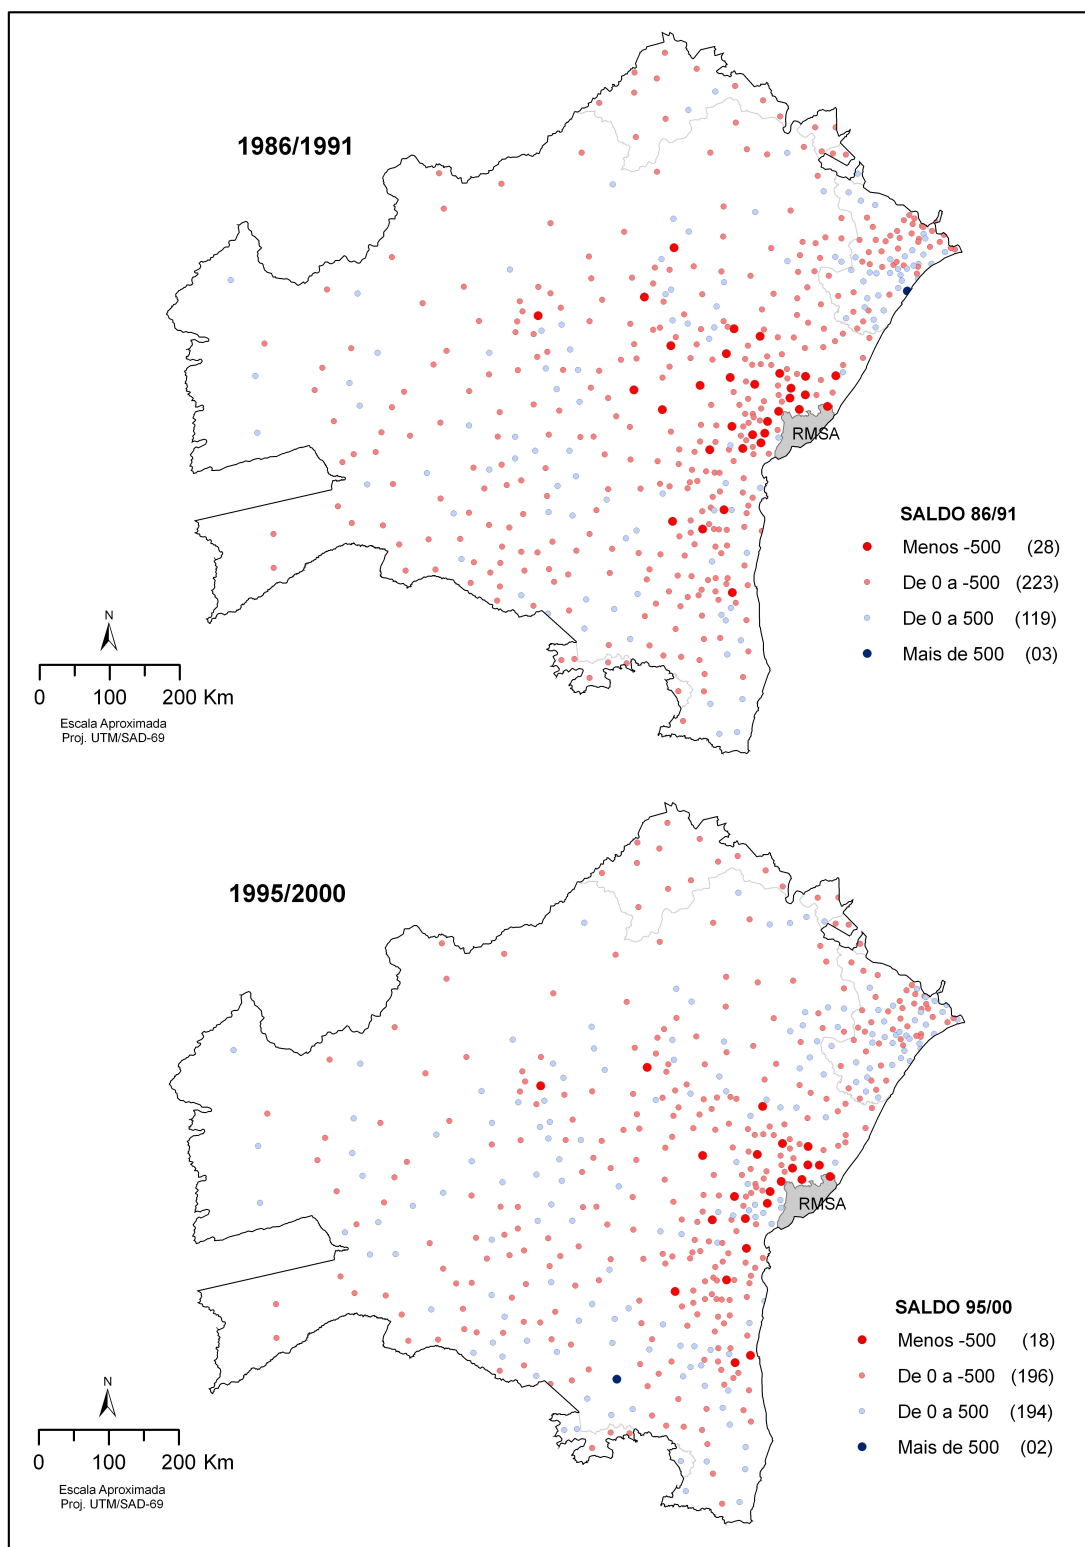 1986/1991
RMSA
SALDO 86/91
Menos -500 (28)
De 0 a -500 (223)
De 0 a 500 (119)
Mais de 500 (03)
N
0 100 200 Km
Escala Aproximada
Proj. UTM/SAD-69
1995/2000
RMSA
SALDO 95/00
Menos -500 (18)
De 0 a -500 (196)
De 0 a 500 (194)
Mais de 500 (02)
N
0 100 200 Km
Escala Aproximada
Proj. UTM/SAD-69